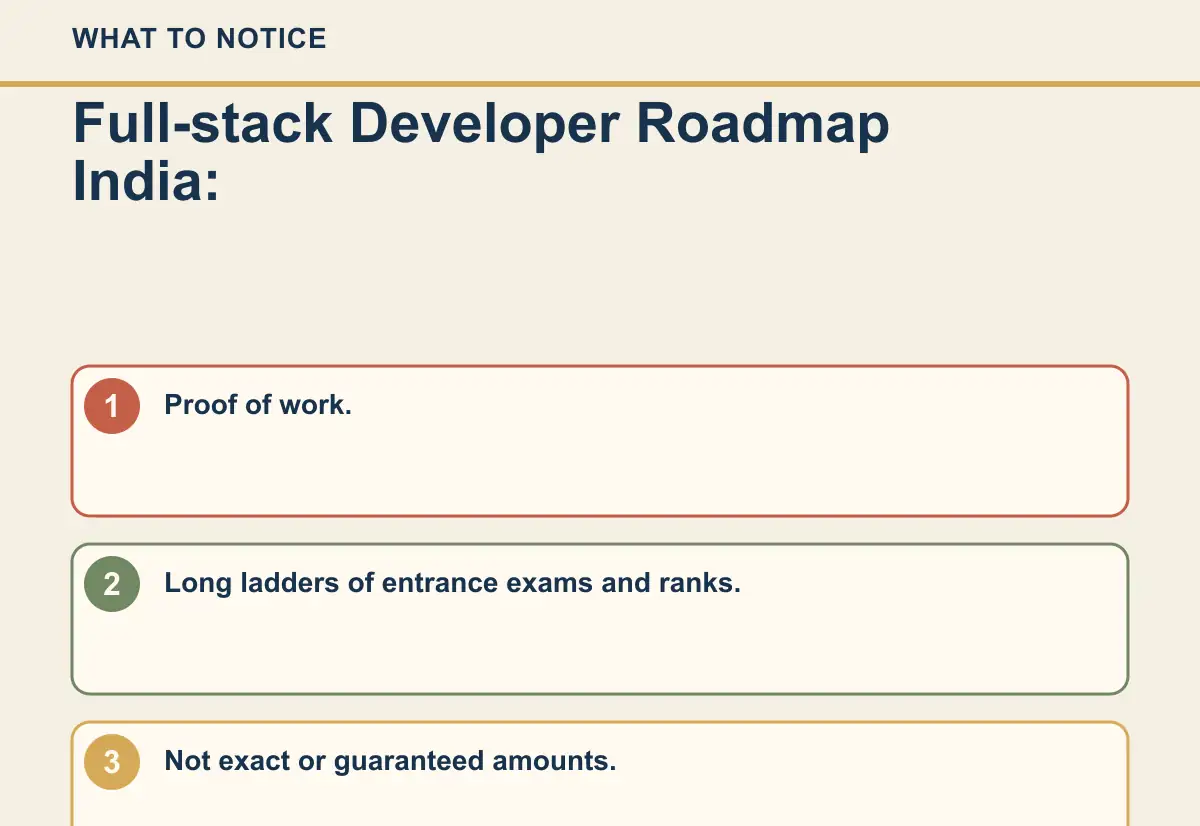 WHAT TO NOTICE
Full-stack Developer Roadmap
India:
1 Proof of work.
2 Long ladders of entrance exams and ranks.
3 Not exact or guaranteed amounts.